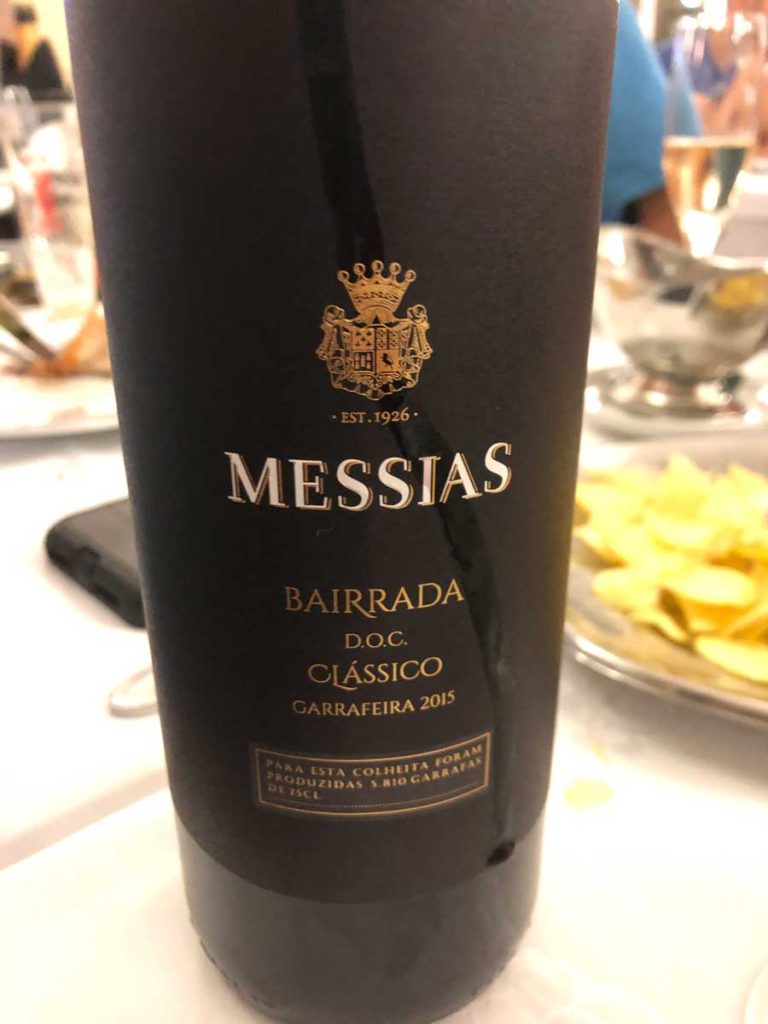 · EST. 1926 ·
MESSIAS
BAIRRADA
D.O.C.
CLÁSSICO
GARRAFEIRA 2015
PARA ESTA COLHEITA FORAM
PRODUZIDAS 5.810 GARRAFAS
DE 75CL